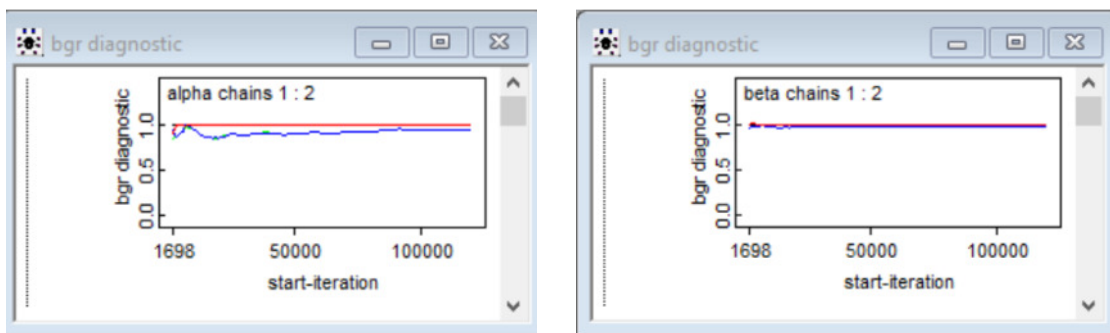 bgr diagnostic
alpha chains 1 : 2
bgr diagnostic
1.0
0.5
0.0
1698 50000 100000
start-iteration
bgr diagnostic
beta chains 1 : 2
bgr diagnostic
1.0
0.5
0.0
1698 50000 100000
start-iteration